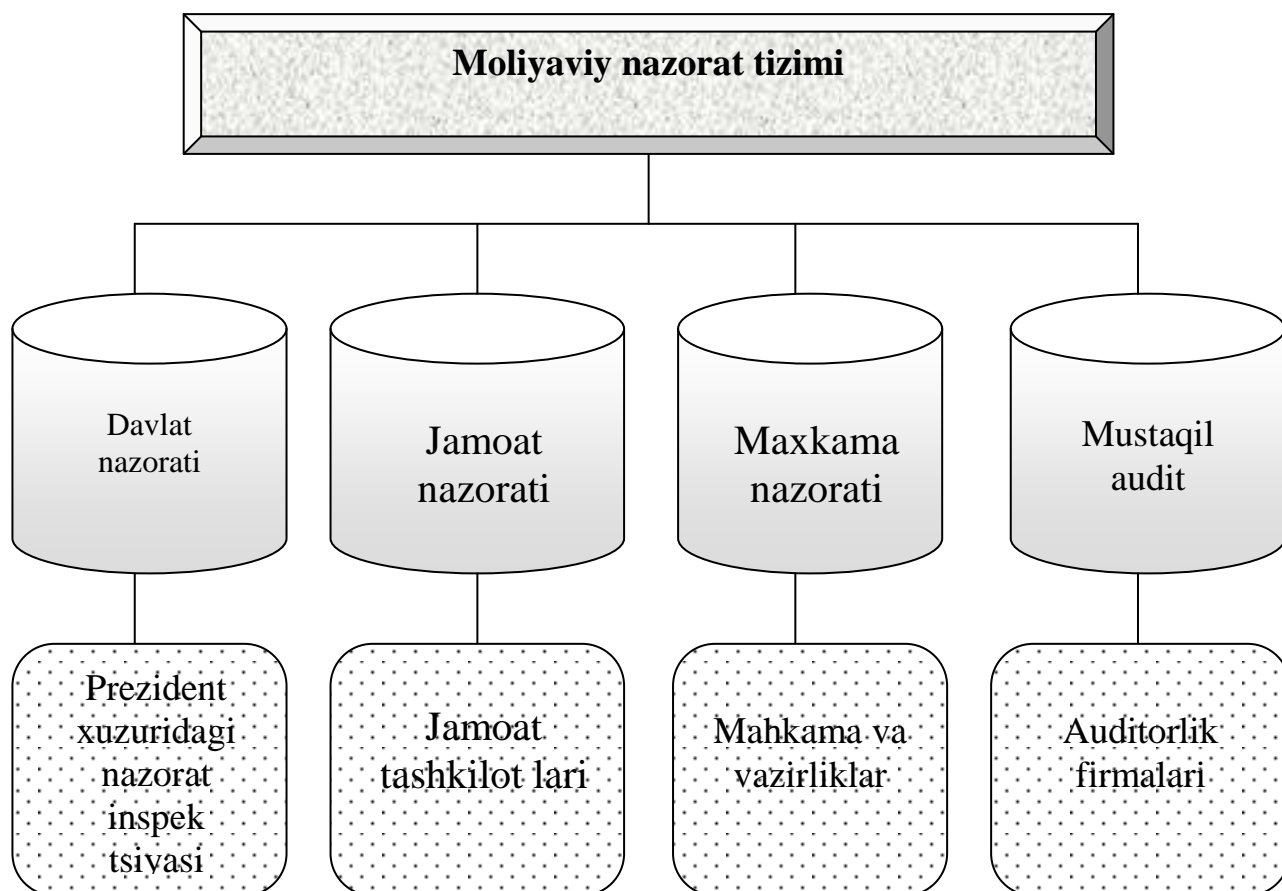 Moliyaviy nazorat tizimi
Davlat
nazorati
Jamoat
nazorati
Maxkama
nazorati
Mustaqil
audit
Prezident
xuzuridagi
nazorat
inspek
tsivasi
Jamoat
tashkilot lari
Mahkama va
vazirliklar
Auditorlik
firmalari